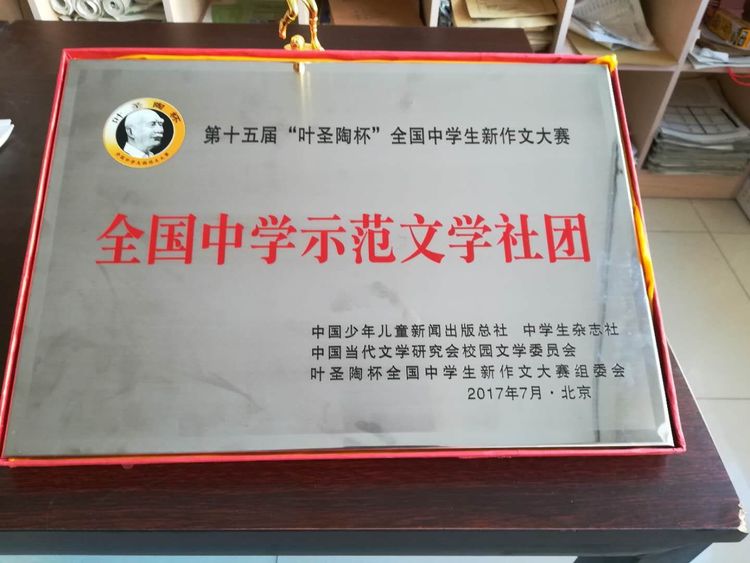 叶圣陶杯
第十五届“叶圣陶杯”全国中学生新作文大赛
全国中学示范文学社团
中国少年儿童新闻出版总社 中学生杂志社
中国当代文学研究会校园文学委员会
叶圣陶杯全国中学生新作文大赛组委会
2017年7月·北京